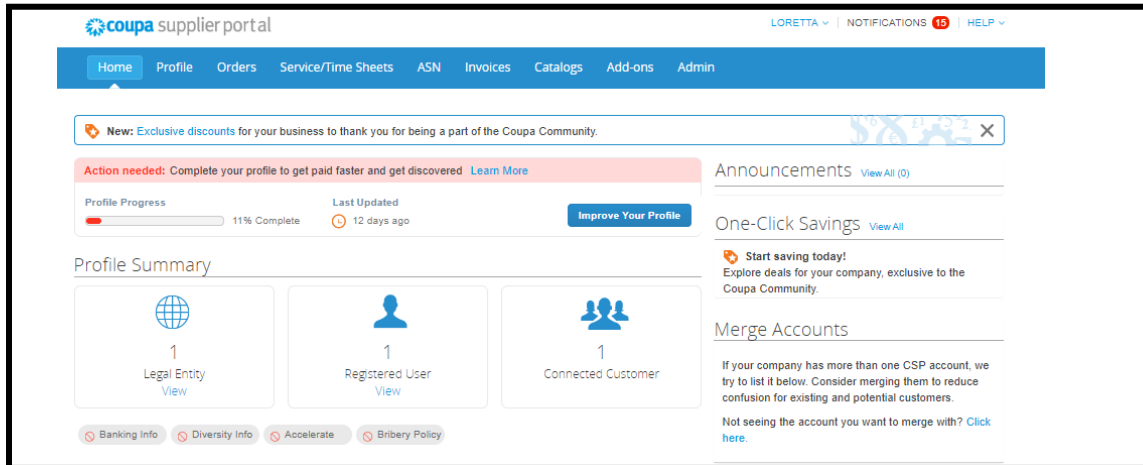 coupa supplier portal
LORETTA NOTIFICATIONS 15 HELP
Home Profile Orders Service/Time Sheets ASN Invoices Catalogs Add-ons Admin
New: Exclusive discounts for your business to thank you for being a part of the Coupa Community.
Action needed: Complete your profile to get paid faster and get discovered Learn More
Profile Progress
11% Complete
Last Updated
12 days ago
Improve Your Profile
Profile Summary
1
Legal Entity
View
1
Registered User
View
1
Connected Customer
Banking Info Diversity Info Accelerate Bribery Policy
Announcements View All (0)
One-Click Savings View All
Start saving today!
Explore deals for your company, exclusive to the
Coupa Community.
Merge Accounts
If your company has more than one CSP account, we
try to list it below. Consider merging them to reduce
confusion for existing and potential customers.
Not seeing the account you want to merge with? Click
here.